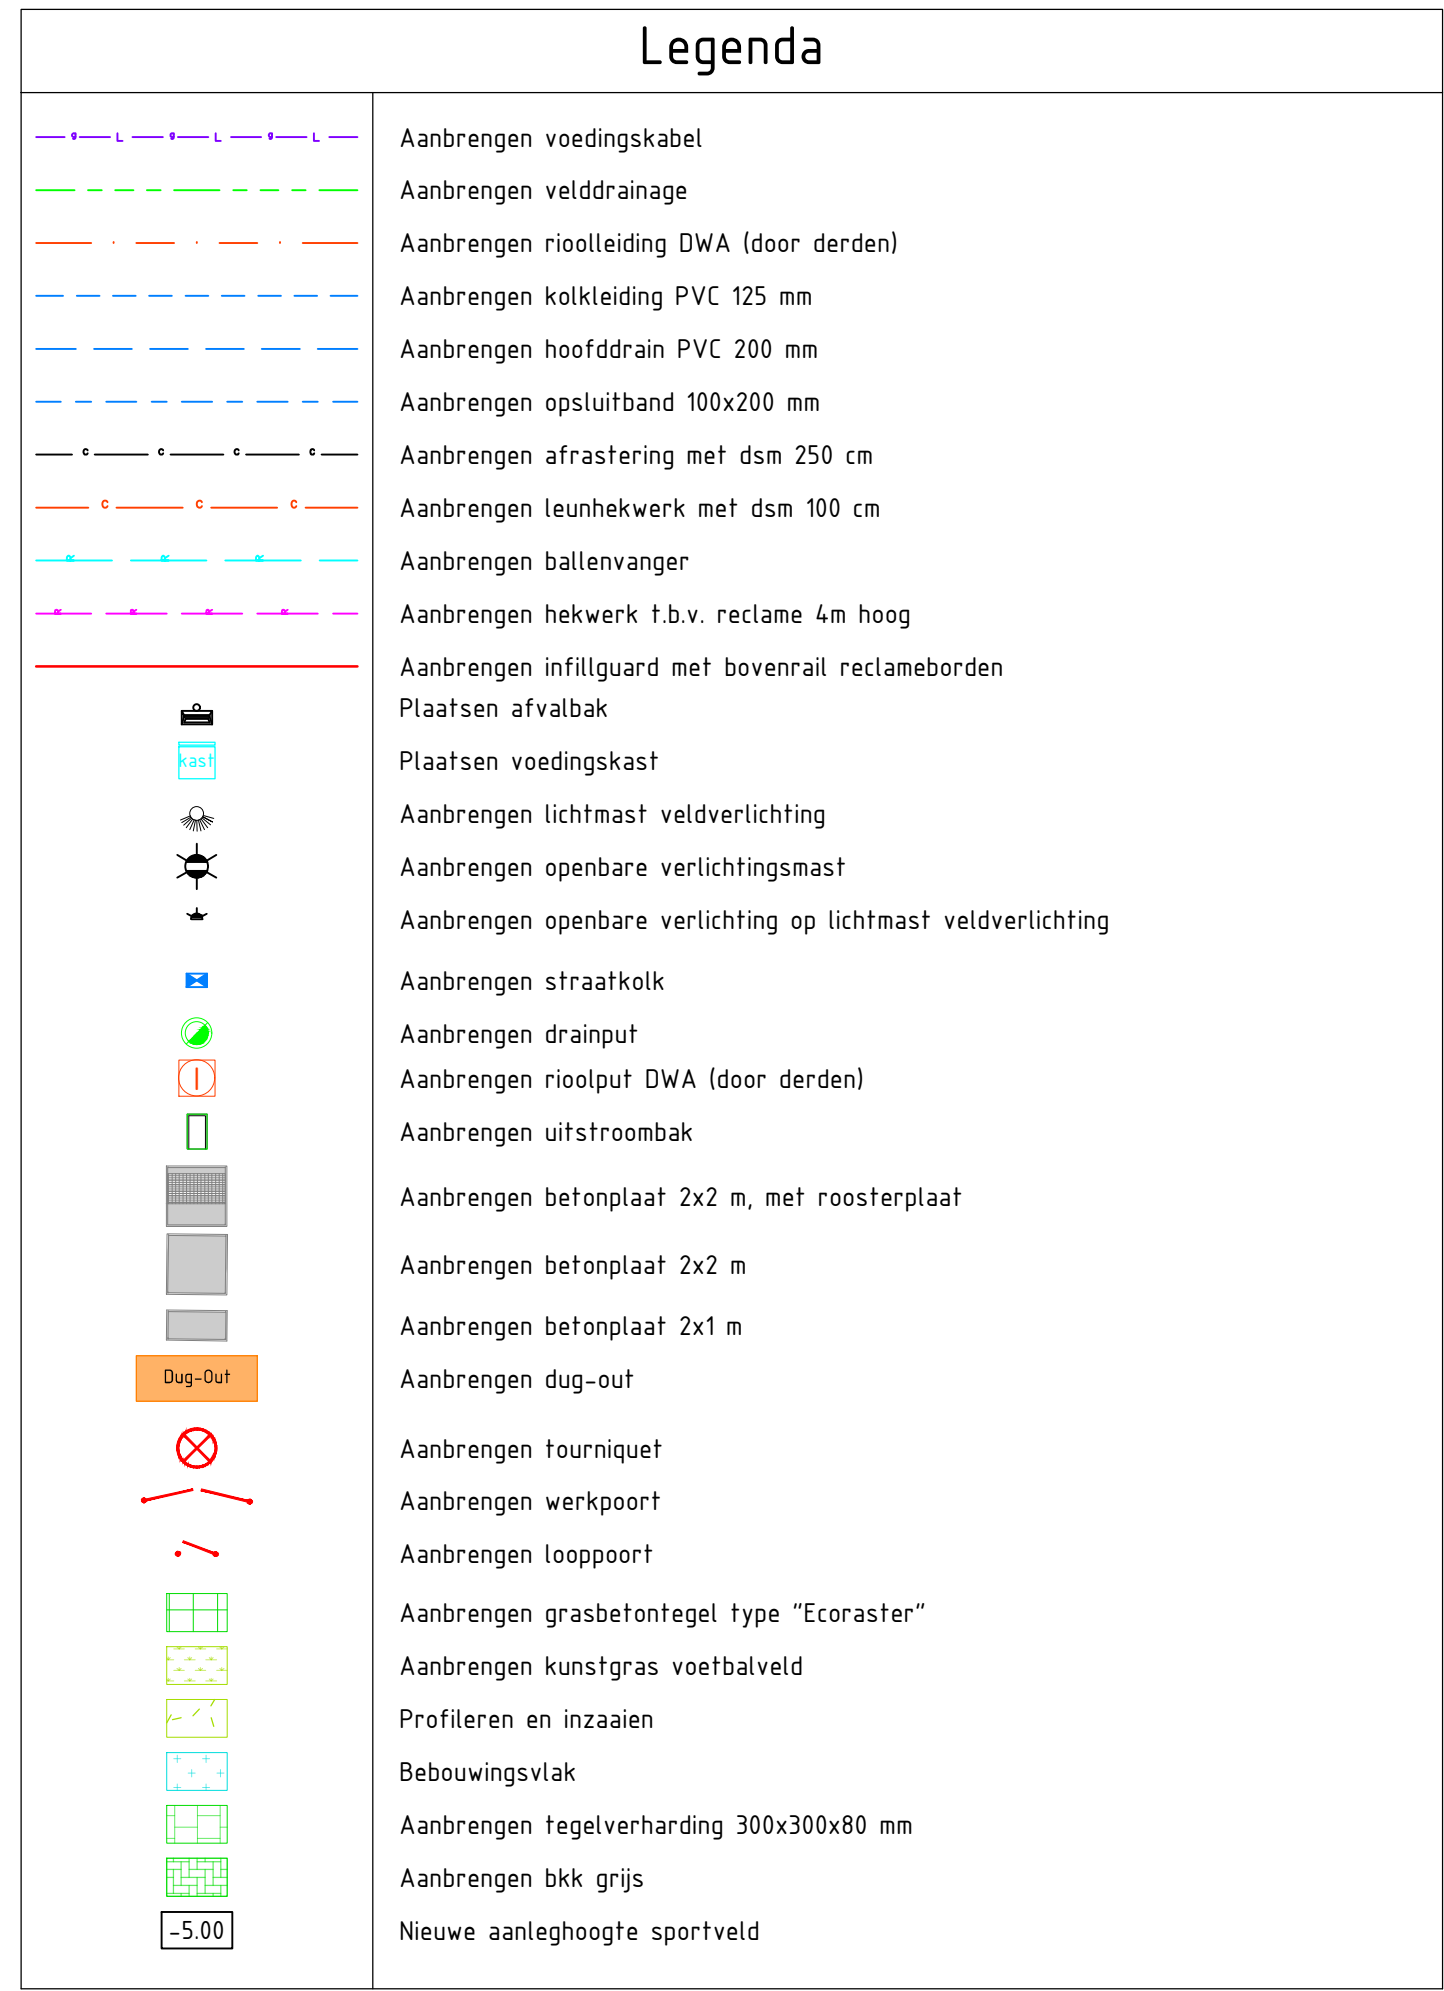 Legenda
g L g L g L Aanbrengen voedingskabel
Aanbrengen velddrainage
Aanbrengen rioolleiding DWA (door derden)
Aanbrengen kolkleiding PVC 125 mm
Aanbrengen hoofddrain PVC 200 mm
Aanbrengen opsluitband 100x200 mm
c c c c Aanbrengen afrastering met dsm 250 cm
C C C Aanbrengen leunhekwerk met dsm 100 cm
R R R Aanbrengen ballenvanger
R R R R Aanbrengen hekwerk t.b.v. reclame 4m hoog
Aanbrengen infillguard met bovenrail reclameborden
Plaatsen afvalbak
kast Plaatsen voedingskast
Aanbrengen lichtmast veldverlichting
Aanbrengen openbare verlichtingsmast
Aanbrengen openbare verlichting op lichtmast veldverlichting
Aanbrengen straatkolk
Aanbrengen drainput
Aanbrengen rioolput DWA (door derden)
Aanbrengen uitstroombak
Aanbrengen betonplaat 2x2 m, met roosterplaat
Aanbrengen betonplaat 2x2 m
Aanbrengen betonplaat 2x1 m
Dug-Out Aanbrengen dug-out
Aanbrengen tourniquet
Aanbrengen werkpoort
Aanbrengen looppoort
Aanbrengen grasbetontegel type "Ecoraster"
Aanbrengen kunstgras voetbalveld
Profileren en inzaaien
Bebouwingsvlak
Aanbrengen tegelverharding 300x300x80 mm
Aanbrengen bkk grijs
-5.00 Nieuwe aanleghoogte sportveld